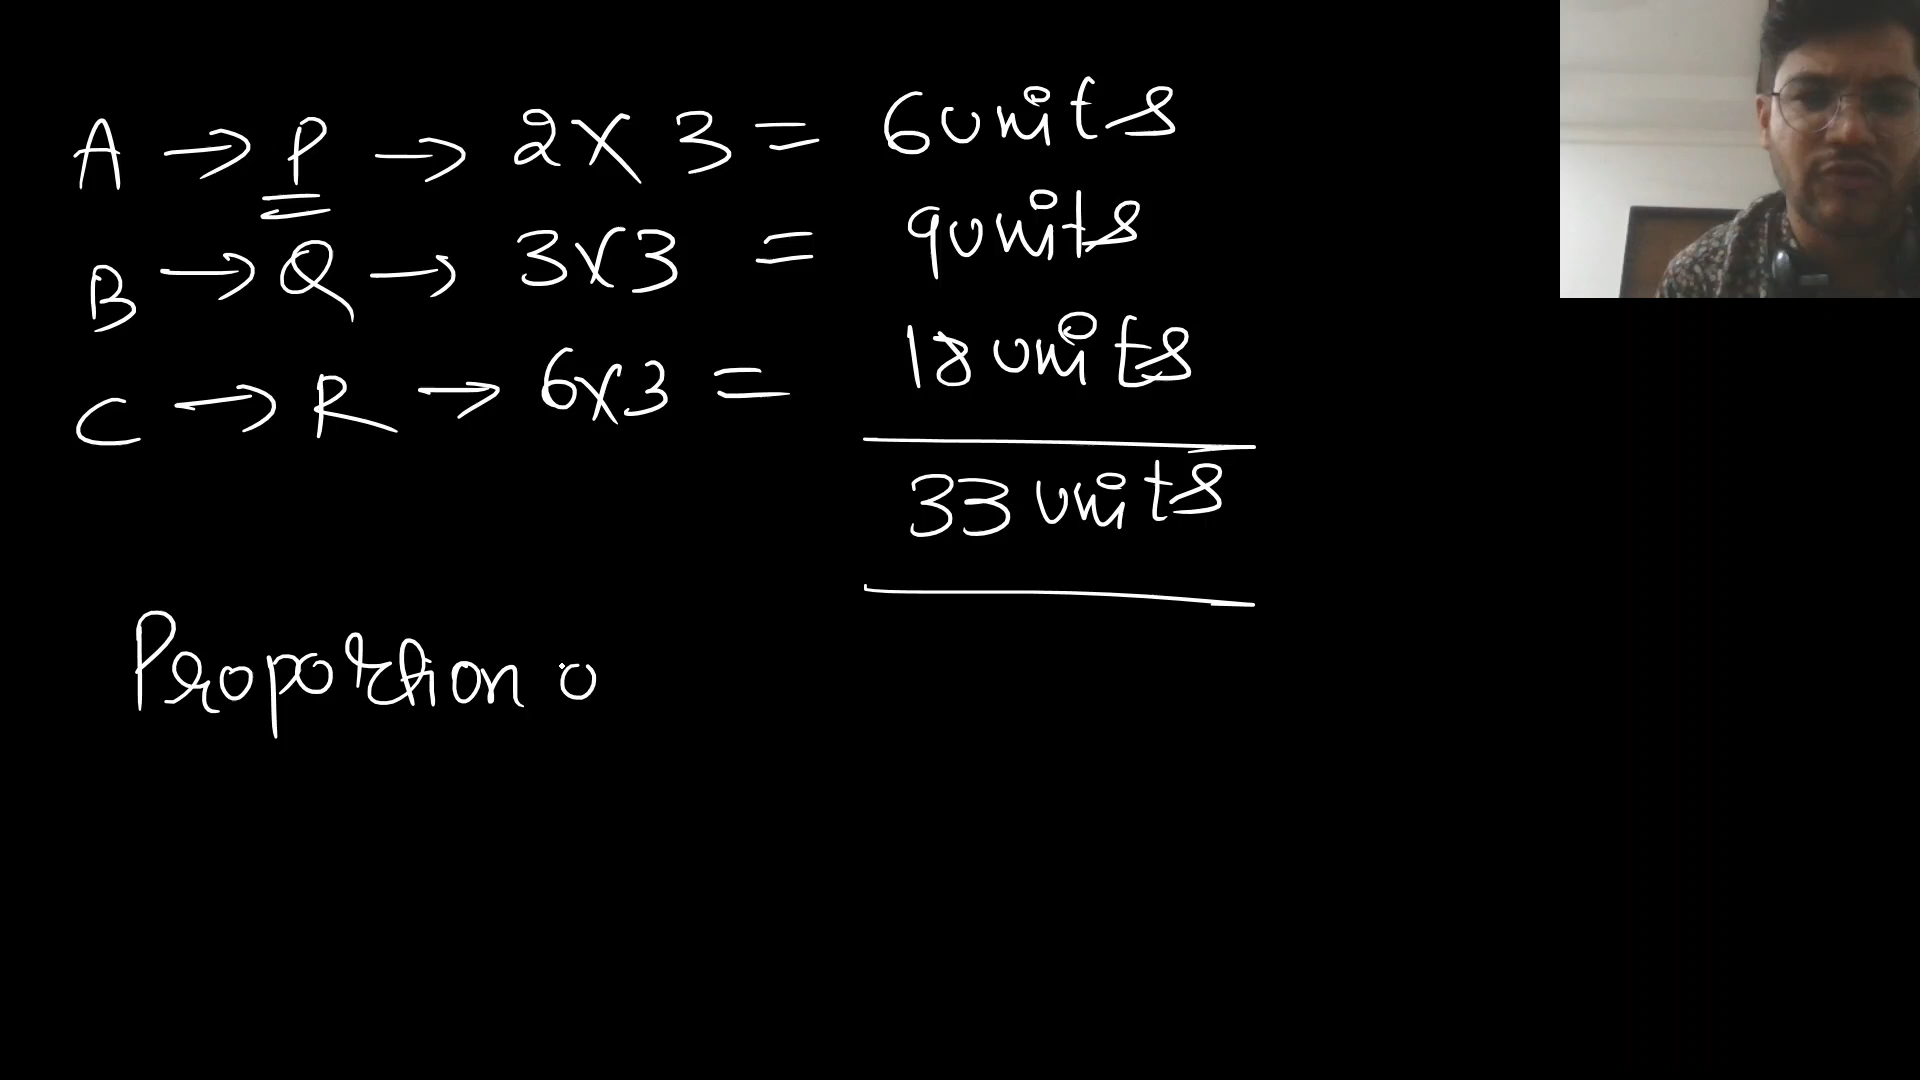 A → P → 2 x 3 = 6 units
B → Q → 3 x 3 = 9 units
C → R → 6 x 3 = 18 units
33 units
Proportion o